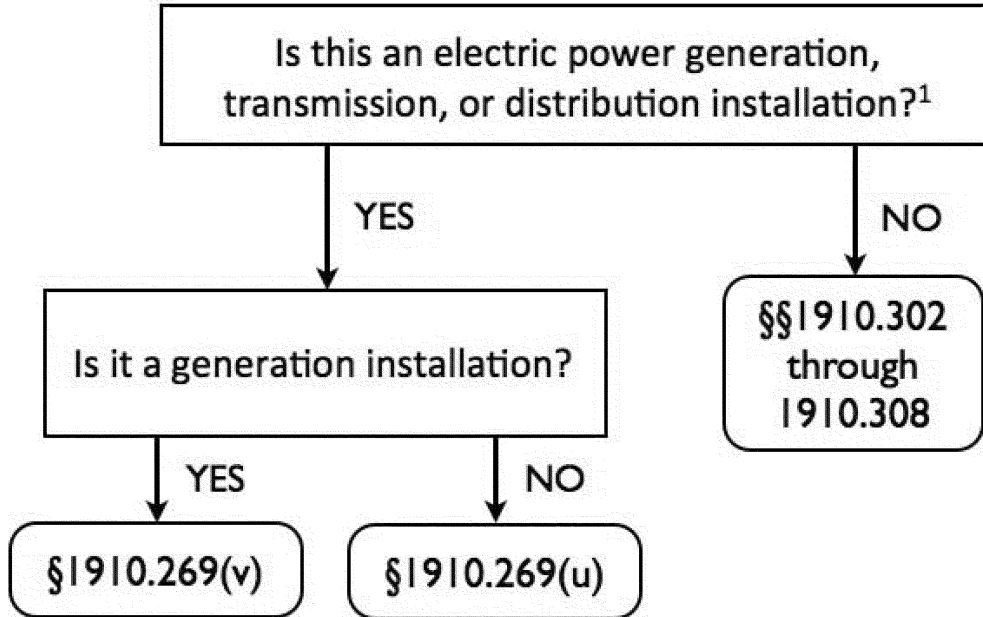 Is this an electric power generation,
transmission, or distribution installation?¹
YES
NO
Is it a generation installation?
§§1910.302
through
1910.308
YES
NO
§1910.269(v)
§1910.269(u)